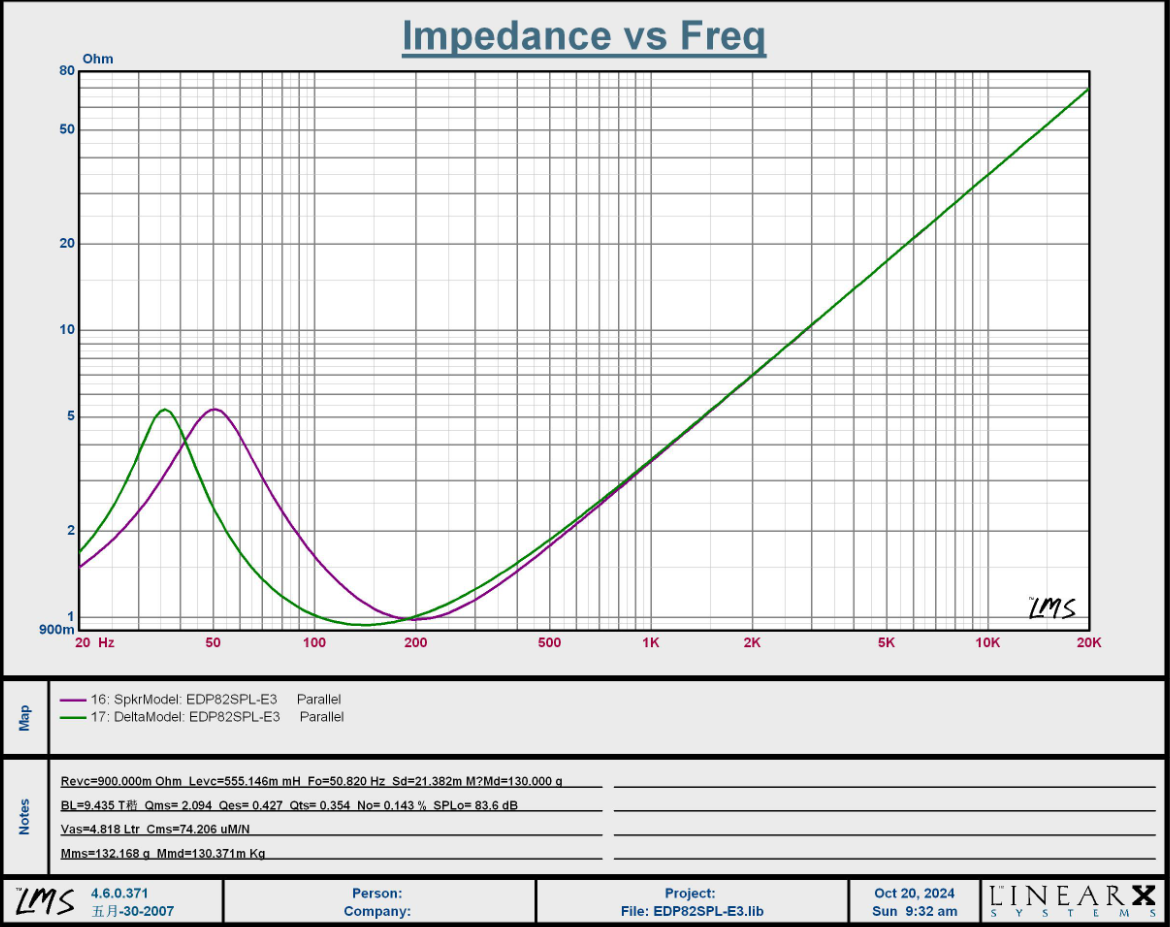 Impedance vs Freq
Ohm
80
50
20
10
5
2
1
900m
20 Hz 50 100 200 500 1K 2K 5K 10K 20K
™LMS
Map
16: SpkrModel: EDP82SPL-E3 Parallel
17: DeltaModel: EDP82SPL-E3 Parallel
Notes
Revc=900.000m Ohm Levc=555.146m mH Fo=50.820 Hz Sd=21.382m M?Md=130.000 g
BL=9.435 T稭 Qms= 2.094 Qes= 0.427 Qts= 0.354 No= 0.143 % SPLo= 83.6 dB
Vas=4.818 Ltr Cms=74.206 uM/N
Mms=132.168 g Mmd=130.371m Kg
™LMS
4.6.0.371
五月-30-2007
Person:
Company:
Project:
File: EDP82SPL-E3.lib
Oct 20, 2024
Sun 9:32 am
LINEARX™
SYSTEMS